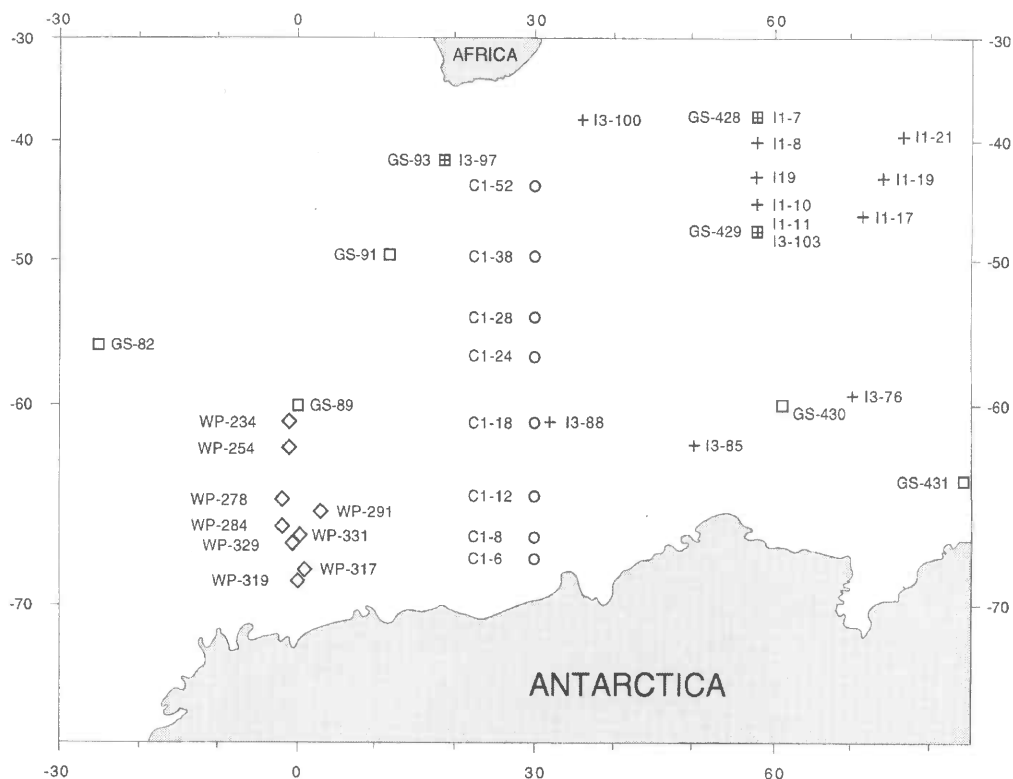 -30 0 30 60
-30 AFRICA -30
I3-100
GS-428 I1-7
-40 I1-8 I1-21 -40
GS-93 I3-97
C1-52 I19 I1-19
I1-10
I1-11 I1-17
GS-429
I3-103
GS-91 C1-38
-50 -50
C1-28
GS-82
C1-24
I3-76
-60 GS-89 GS-430 -60
WP-234 C1-18 I3-88
WP-254 I3-85
GS-431
WP-278 C1-12
WP-291
WP-284
WP-331 C1-8
WP-329
C1-6
WP-317
WP-319
-70 -70
ANTARCTICA
-30 0 30 60